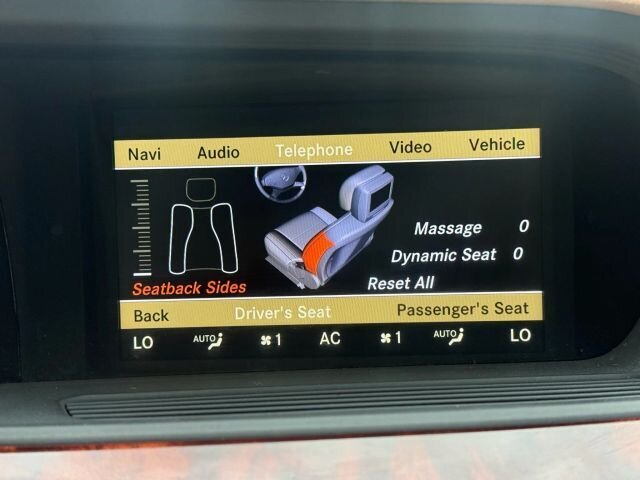 Navi Audio Telephone Video Vehicle
Massage 0
Dynamic Seat 0
Seatback Sides Reset All
Back Driver's Seat Passenger's Seat
LO AUTO 1 AC 1 AUTO LO